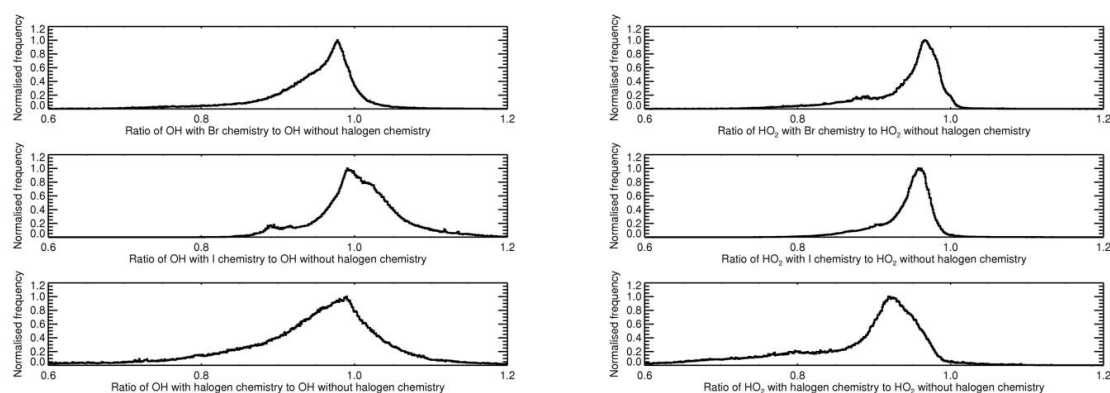 Normalised frequency
1.2
1.0
0.8
0.6
0.4
0.2
0.0
0.6 0.8 1.0 1.2
Ratio of OH with Br chemistry to OH without halogen chemistry
Normalised frequency
1.2
1.0
0.8
0.6
0.4
0.2
0.0
0.6 0.8 1.0 1.2
Ratio of HO₂ with Br chemistry to HO₂ without halogen chemistry
Normalised frequency
1.2
1.0
0.8
0.6
0.4
0.2
0.0
0.6 0.8 1.0 1.2
Ratio of OH with I chemistry to OH without halogen chemistry
Normalised frequency
1.2
1.0
0.8
0.6
0.4
0.2
0.0
0.6 0.8 1.0 1.2
Ratio of HO₂ with I chemistry to HO₂ without halogen chemistry
Normalised frequency
1.2
1.0
0.8
0.6
0.4
0.2
0.0
0.6 0.8 1.0 1.2
Ratio of OH with halogen chemistry to OH without halogen chemistry
Normalised frequency
1.2
1.0
0.8
0.6
0.4
0.2
0.0
0.6 0.8 1.0 1.2
Ratio of HO₂ with halogen chemistry to HO₂ without halogen chemistry